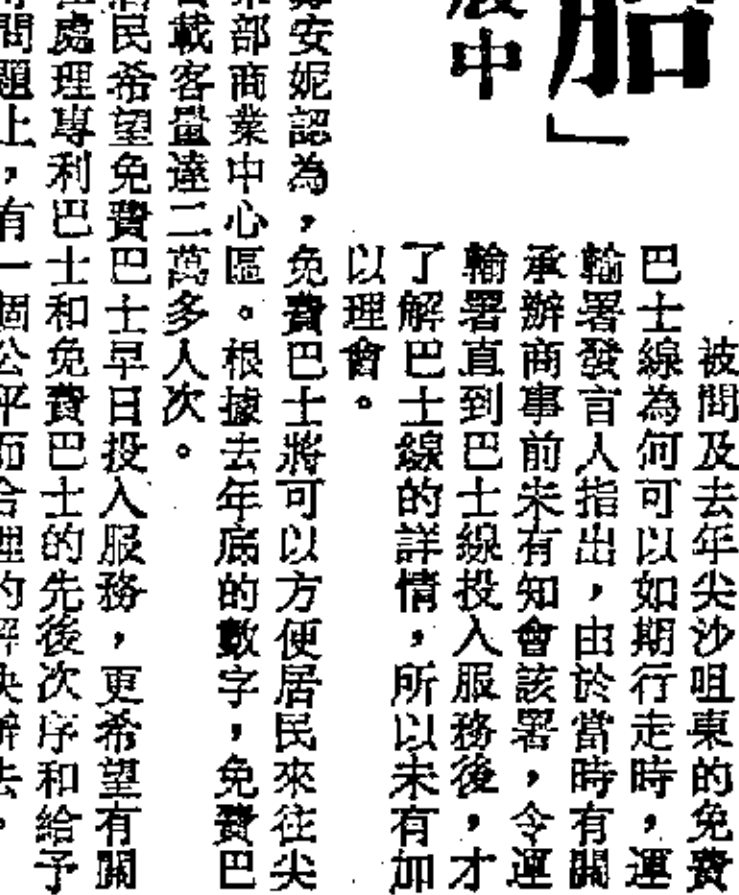 胎」
中
被問及去年尖沙咀東的免費
巴士線為何可以如期行走時，運
輸署發言人指出，由於當時有關
承辦商事前未有知會該署，令運
輸署直到巴士線投入服務後，才
了解巴士線的詳情，所以未有加
以理會。
安妮認為，免費巴士將可以方便居民來往尖
部商業中心區。根據去年底的數字，免費巴
載客量達二萬多人次。
民希望免費巴士早日投入服務，更希望有關
處理專利巴士和免費巴士的先後次序和給予
問題上，有一個公平而合理的解決辦法。